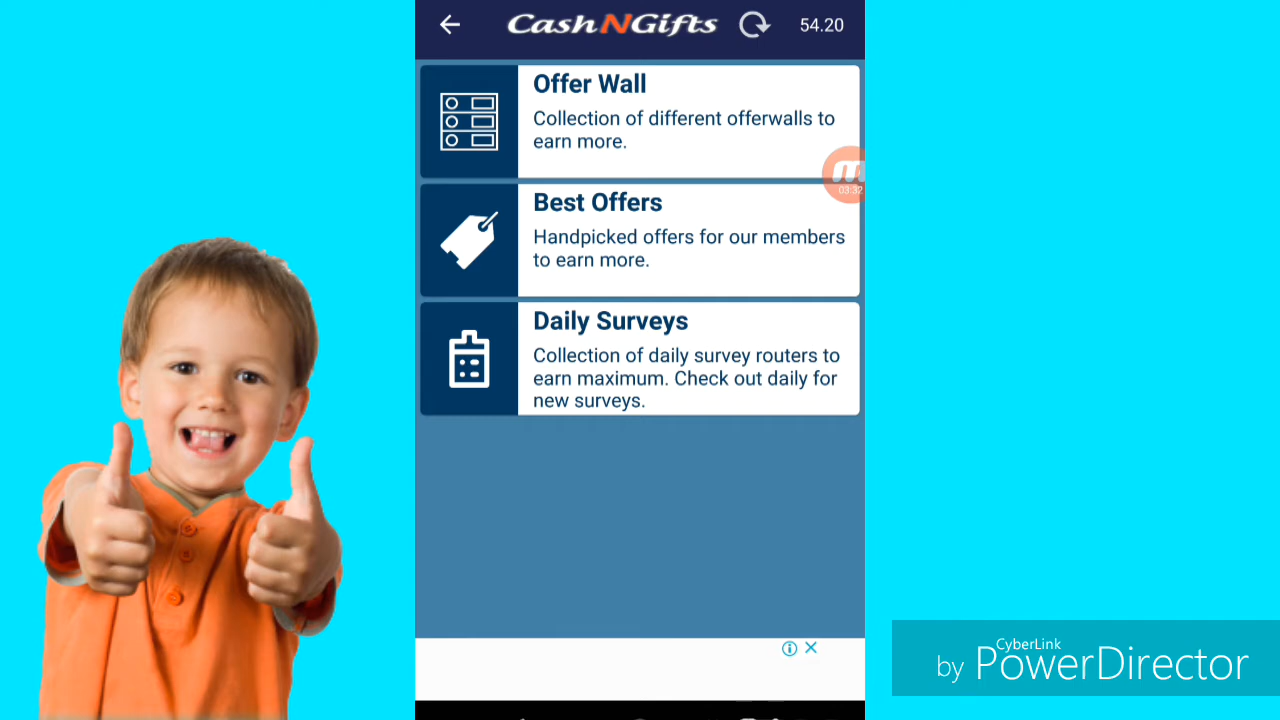 CashNGifts
54.20
Offer Wall
Collection of different offerwalls to
earn more.
03:32
Best Offers
Handpicked offers for our members
to earn more.
Daily Surveys
Collection of daily survey routers to
earn maximum. Check out daily for
new surveys.
CyberLink
by PowerDirector